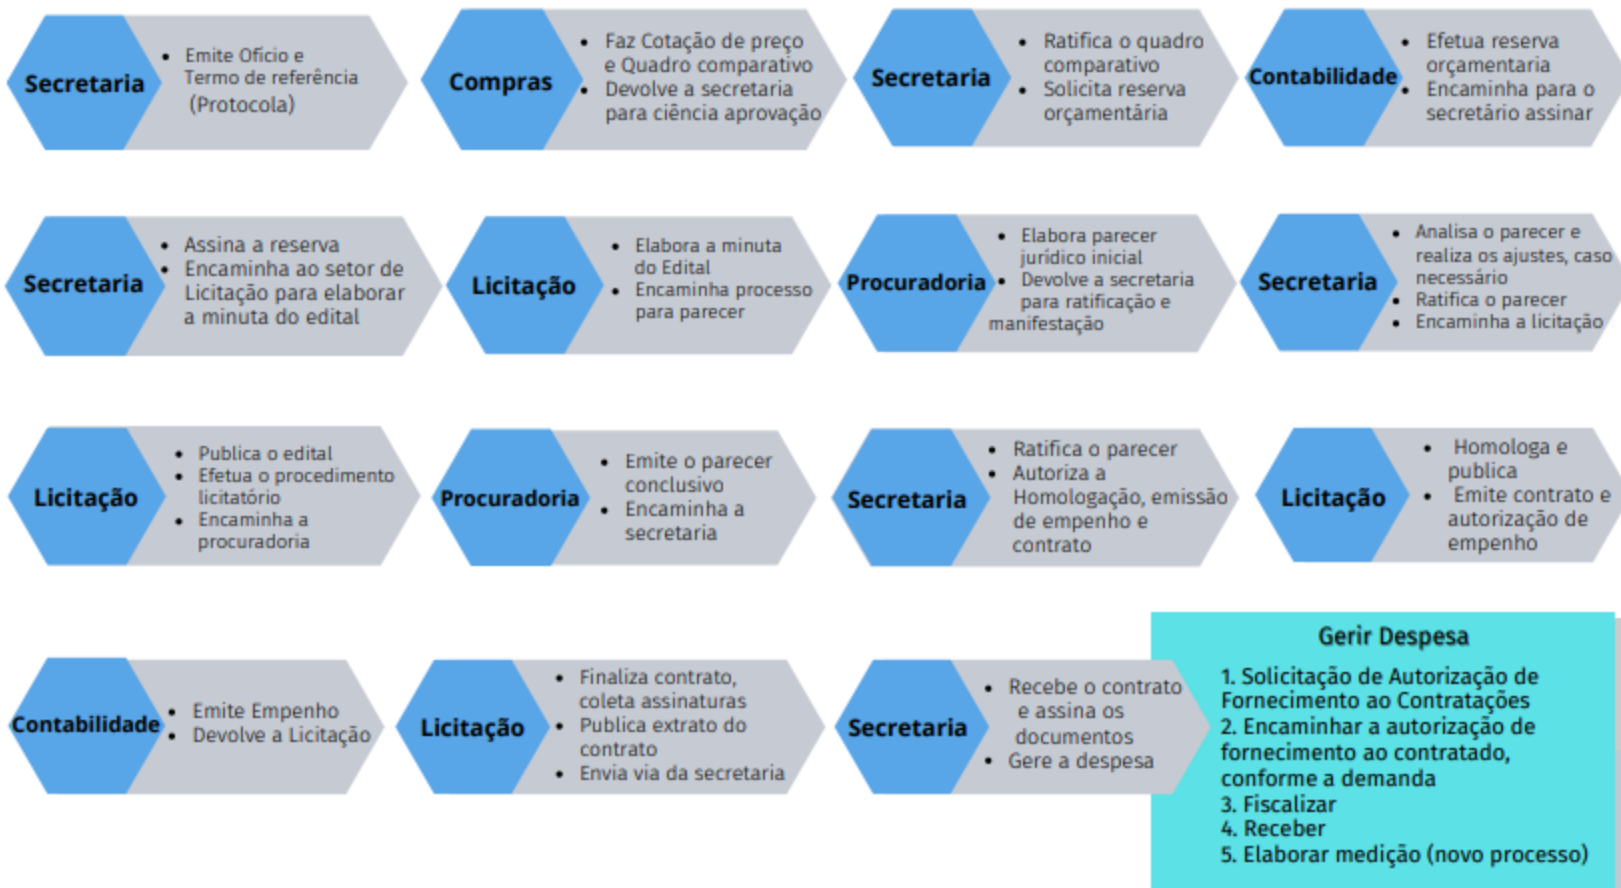 Secretaria
• Emite Ofício e
Termo de referência
(Protocola)
Compras
• Faz Cotação de preço
e Quadro comparativo
• Devolve a secretaria
para ciência aprovação
Secretaria
• Ratifica o quadro
comparativo
• Solicita reserva
orçamentária
Contabilidade
• Efetua reserva
orçamentaria
• Encaminha para o
secretário assinar
Secretaria
• Assina a reserva
• Encaminha ao setor de
Licitação para elaborar
a minuta do edital
Licitação
• Elabora a minuta
do Edital
• Encaminha processo
para parecer
Procuradoria
• Elabora parecer
jurídico inicial
• Devolve a secretaria
para ratificação e
manifestação
Secretaria
• Analisa o parecer e
realiza os ajustes, caso
necessário
• Ratifica o parecer
• Encaminha a licitação
Licitação
• Publica o edital
• Efetua o procedimento
licitatório
• Encaminha a
procuradoria
Procuradoria
• Emite o parecer
conclusivo
• Encaminha a
secretaria
Secretaria
• Ratifica o parecer
• Autoriza a
Homologação, emissão
de empenho e
contrato
Licitação
• Homologa e
publica
• Emite contrato e
autorização de
empenho
Contabilidade
• Emite Empenho
• Devolve a Licitação
Licitação
• Finaliza contrato,
coleta assinaturas
• Publica extrato do
contrato
• Envia via da secretaria
Secretaria
• Recebe o contrato
e assina os
documentos
• Gere a despesa
Gerir Despesa
1. Solicitação de Autorização de
Fornecimento ao Contratações
2. Encaminhar a autorização de
fornecimento ao contratado,
conforme a demanda
3. Fiscalizar
4. Receber
5. Elaborar medição (novo processo)